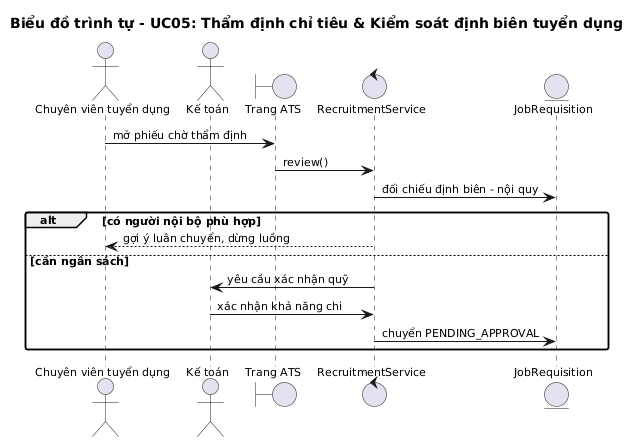 Biểu đồ trình tự - UC05: Thẩm định chỉ tiêu & Kiểm soát định biên tuyển dụng
Chuyên viên tuyển dụng Kế toán Trang ATS RecruitmentService JobRequisition
mở phiếu chờ thẩm định
review()
đối chiếu định biên - nội quy
alt [có người nội bộ phù hợp]
gợi ý luân chuyển, dừng luồng
[cần ngân sách]
yêu cầu xác nhận quỹ
xác nhận khả năng chi
chuyển PENDING_APPROVAL
Chuyên viên tuyển dụng Kế toán Trang ATS RecruitmentService JobRequisition